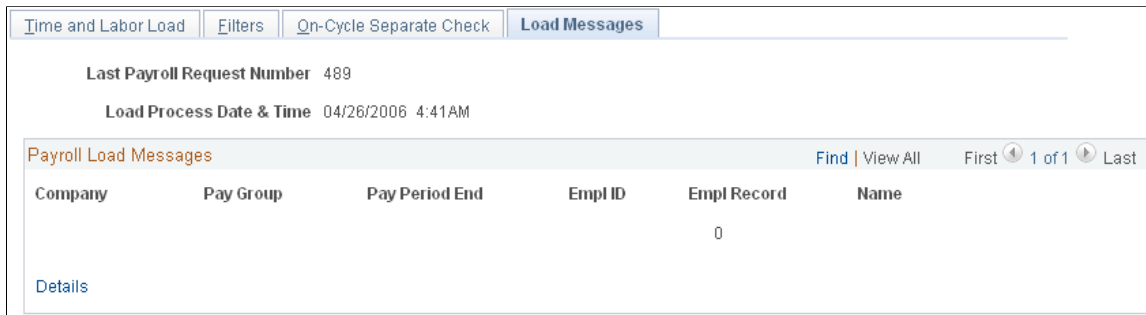 Time and Labor Load Filters On-Cycle Separate Check Load Messages
Last Payroll Request Number 489
Load Process Date & Time 04/26/2006 4:41AM
Payroll Load Messages Find | View All First 1 of 1 Last
Company Pay Group Pay Period End Empl ID Empl Record Name
0
Details